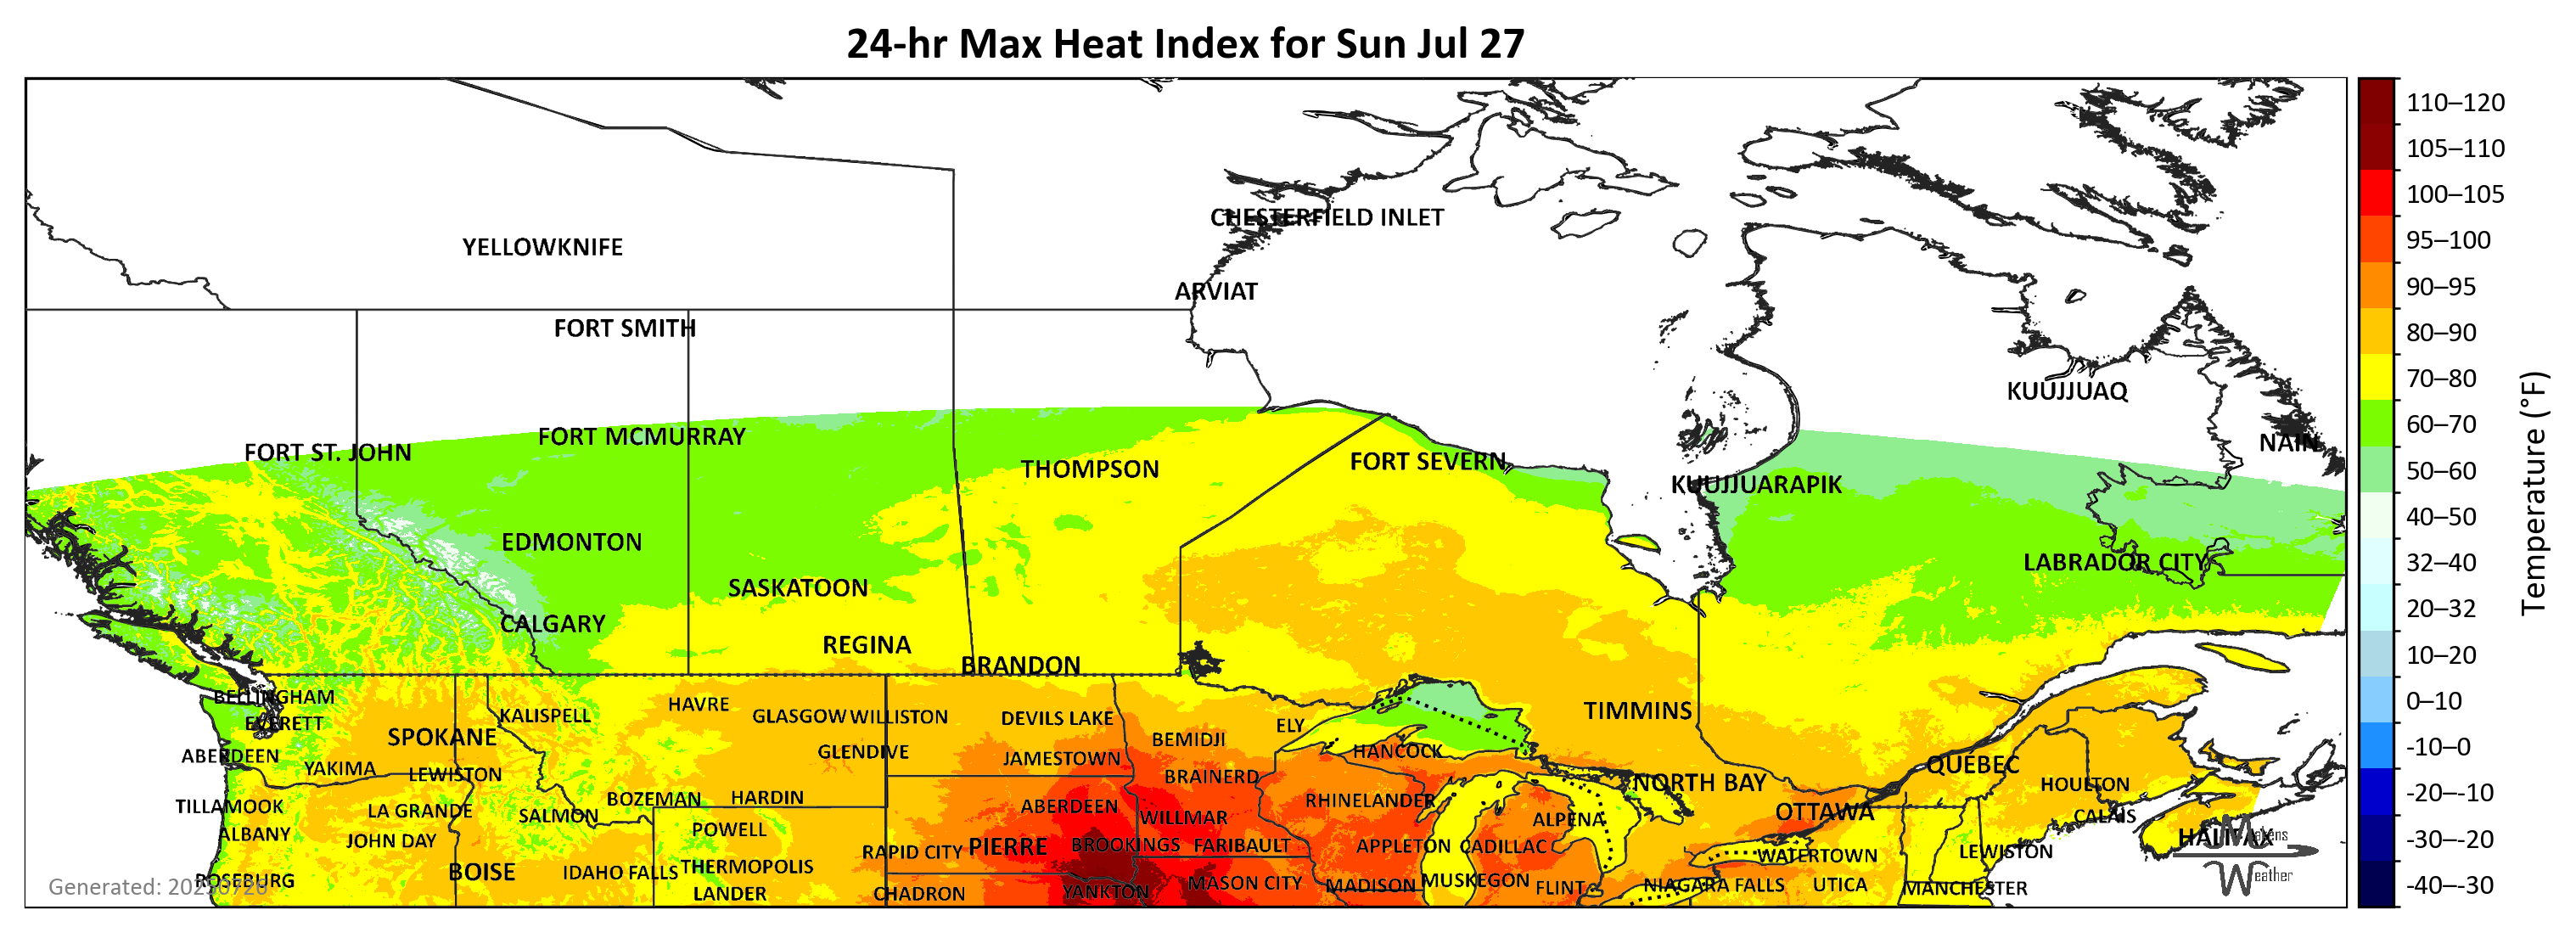 24-hr Max Heat Index for Sun Jul 27
CHESTERFIELD INLET
YELLOWKNIFE
ARVIAT
FORT SMITH
KUUJJUAQ
FORT MCMURRAY
NAIN
FORT ST. JOHN
FORT SEVERN
THOMPSON
KUUJJUARAPIK
EDMONTON
LABRADOR CITY
SASKATOON
CALGARY
REGINA
BRANDON
BELLINGHAM
HAVRE
KALISPELL
GLASGOW
WILLISTON
DEVILS LAKE
TIMMINS
EVERETT
ELY
SPOKANE
BEMIDJI
GLENDIVE
HANCOCK
ABERDEEN
JAMESTOWN
QUÉBEC
YAKIMA
LEWISTON
BRAINERD
NORTH BAY
HOULTON
BOZEMAN
HARDIN
RHINELANDER
TILLAMOOK
ABERDEEN
LA GRANDE
SALMON
WILLMAR
ALPENA
OTTAWA
CALAIS
ALBANY
POWELL
JOHN DAY
HALIFAX
PIERRE
BROOKINGS
FARIBAULT
APPLETON
CADILLAC
RAPID CITY
WATERTOWN
LEWISTON
BOISE
IDAHO FALLS
THERMOPOLIS
ROSEBURG
MASON CITY
MADISON
MUSKEGON
FLINT
NIAGARA FALLS
UTICA
MANCHESTER
LANDER
CHADRON
YANKTON
Weather
110–120
105–110
100–105
95–100
90–95
80–90
70–80
60–70
50–60
40–50
32–40
20–32
10–20
0–10
-10–0
-20–-10
-30–-20
-40–-30
Temperature (°F)
Generated: